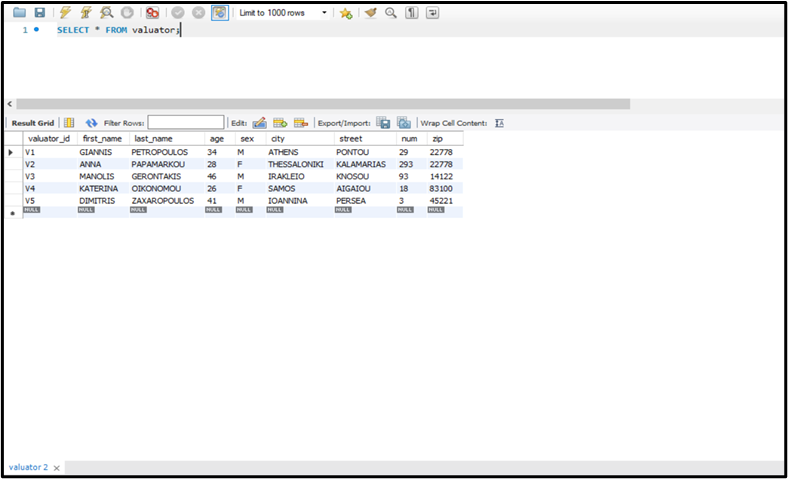 Limit to 1000 rows
1 SELECT * FROM valuator;
Result Grid Filter Rows: Edit: Export/Import: Wrap Cell Content:
valuator_id first_name last_name age sex city street num zip
V1 GIANNIS PETROPOULOS 34 M ATHENS PONTOU 29 22778
V2 ANNA PAPAMARKOU 28 F THESSALONIKI KALAMARIAS 293 22778
V3 MANOLIS GERONTAKIS 46 M IRAKLEIO KNOSOU 93 14122
V4 KATERINA OIKONOMOU 26 F SAMOS AIGAIOU 18 83100
V5 DIMITRIS ZAXAROPOULOS 41 M IOANNINA PERSEA 3 45221
* NULL NULL NULL NULL NULL NULL NULL NULL NULL
valuator 2